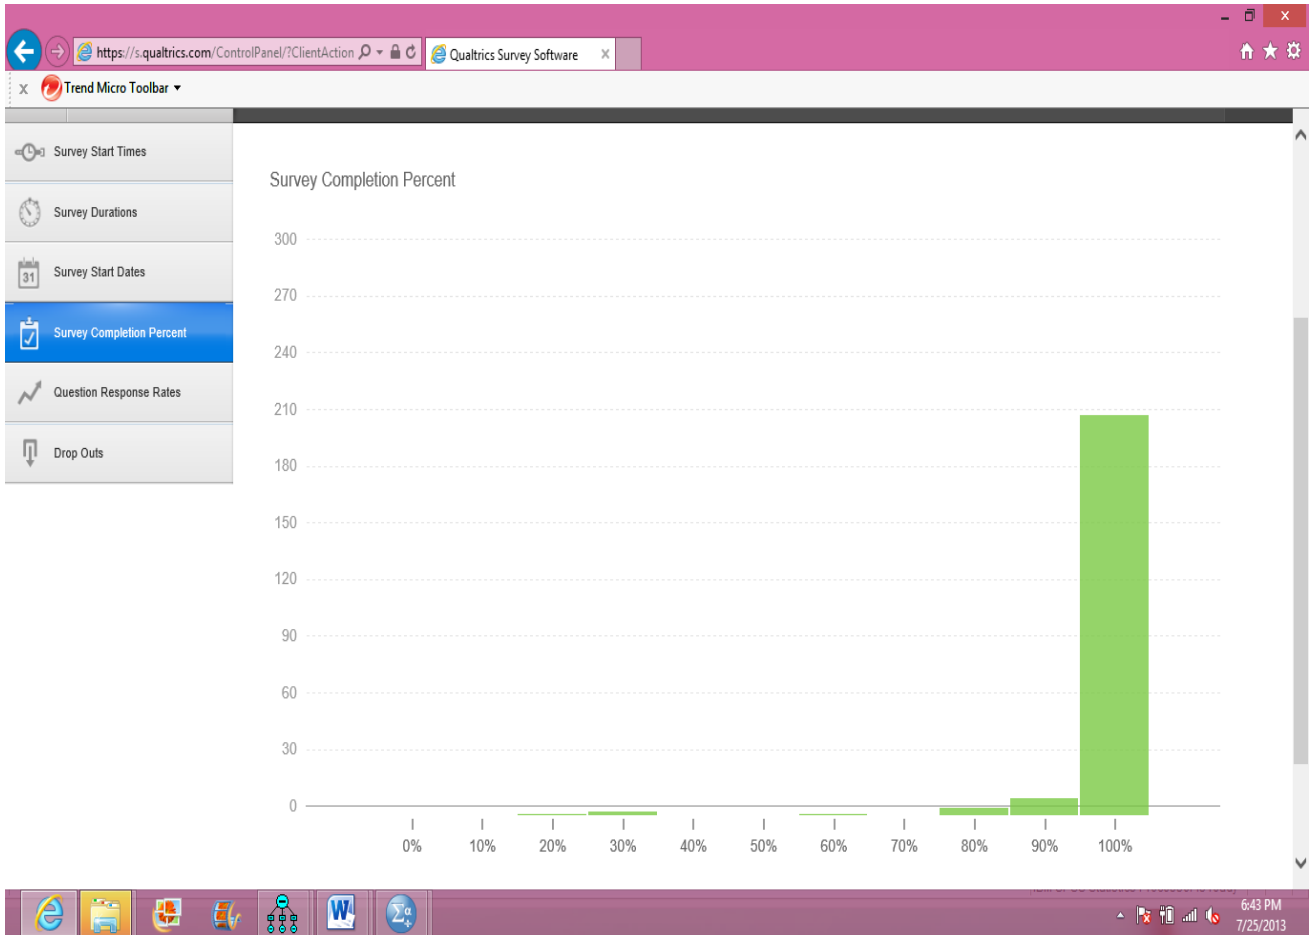 https://s.qualtrics.com/ControlPanel/?ClientAction
Qualtrics Survey Software
x Trend Micro Toolbar
Survey Start Times
Survey Durations
31 Survey Start Dates
Survey Completion Percent
Question Response Rates
Drop Outs
Survey Completion Percent
300
270
240
210
180
150
120
90
60
30
0
0% 10% 20% 30% 40% 50% 60% 70% 80% 90% 100%
W Σα
6:43 PM
7/25/2013